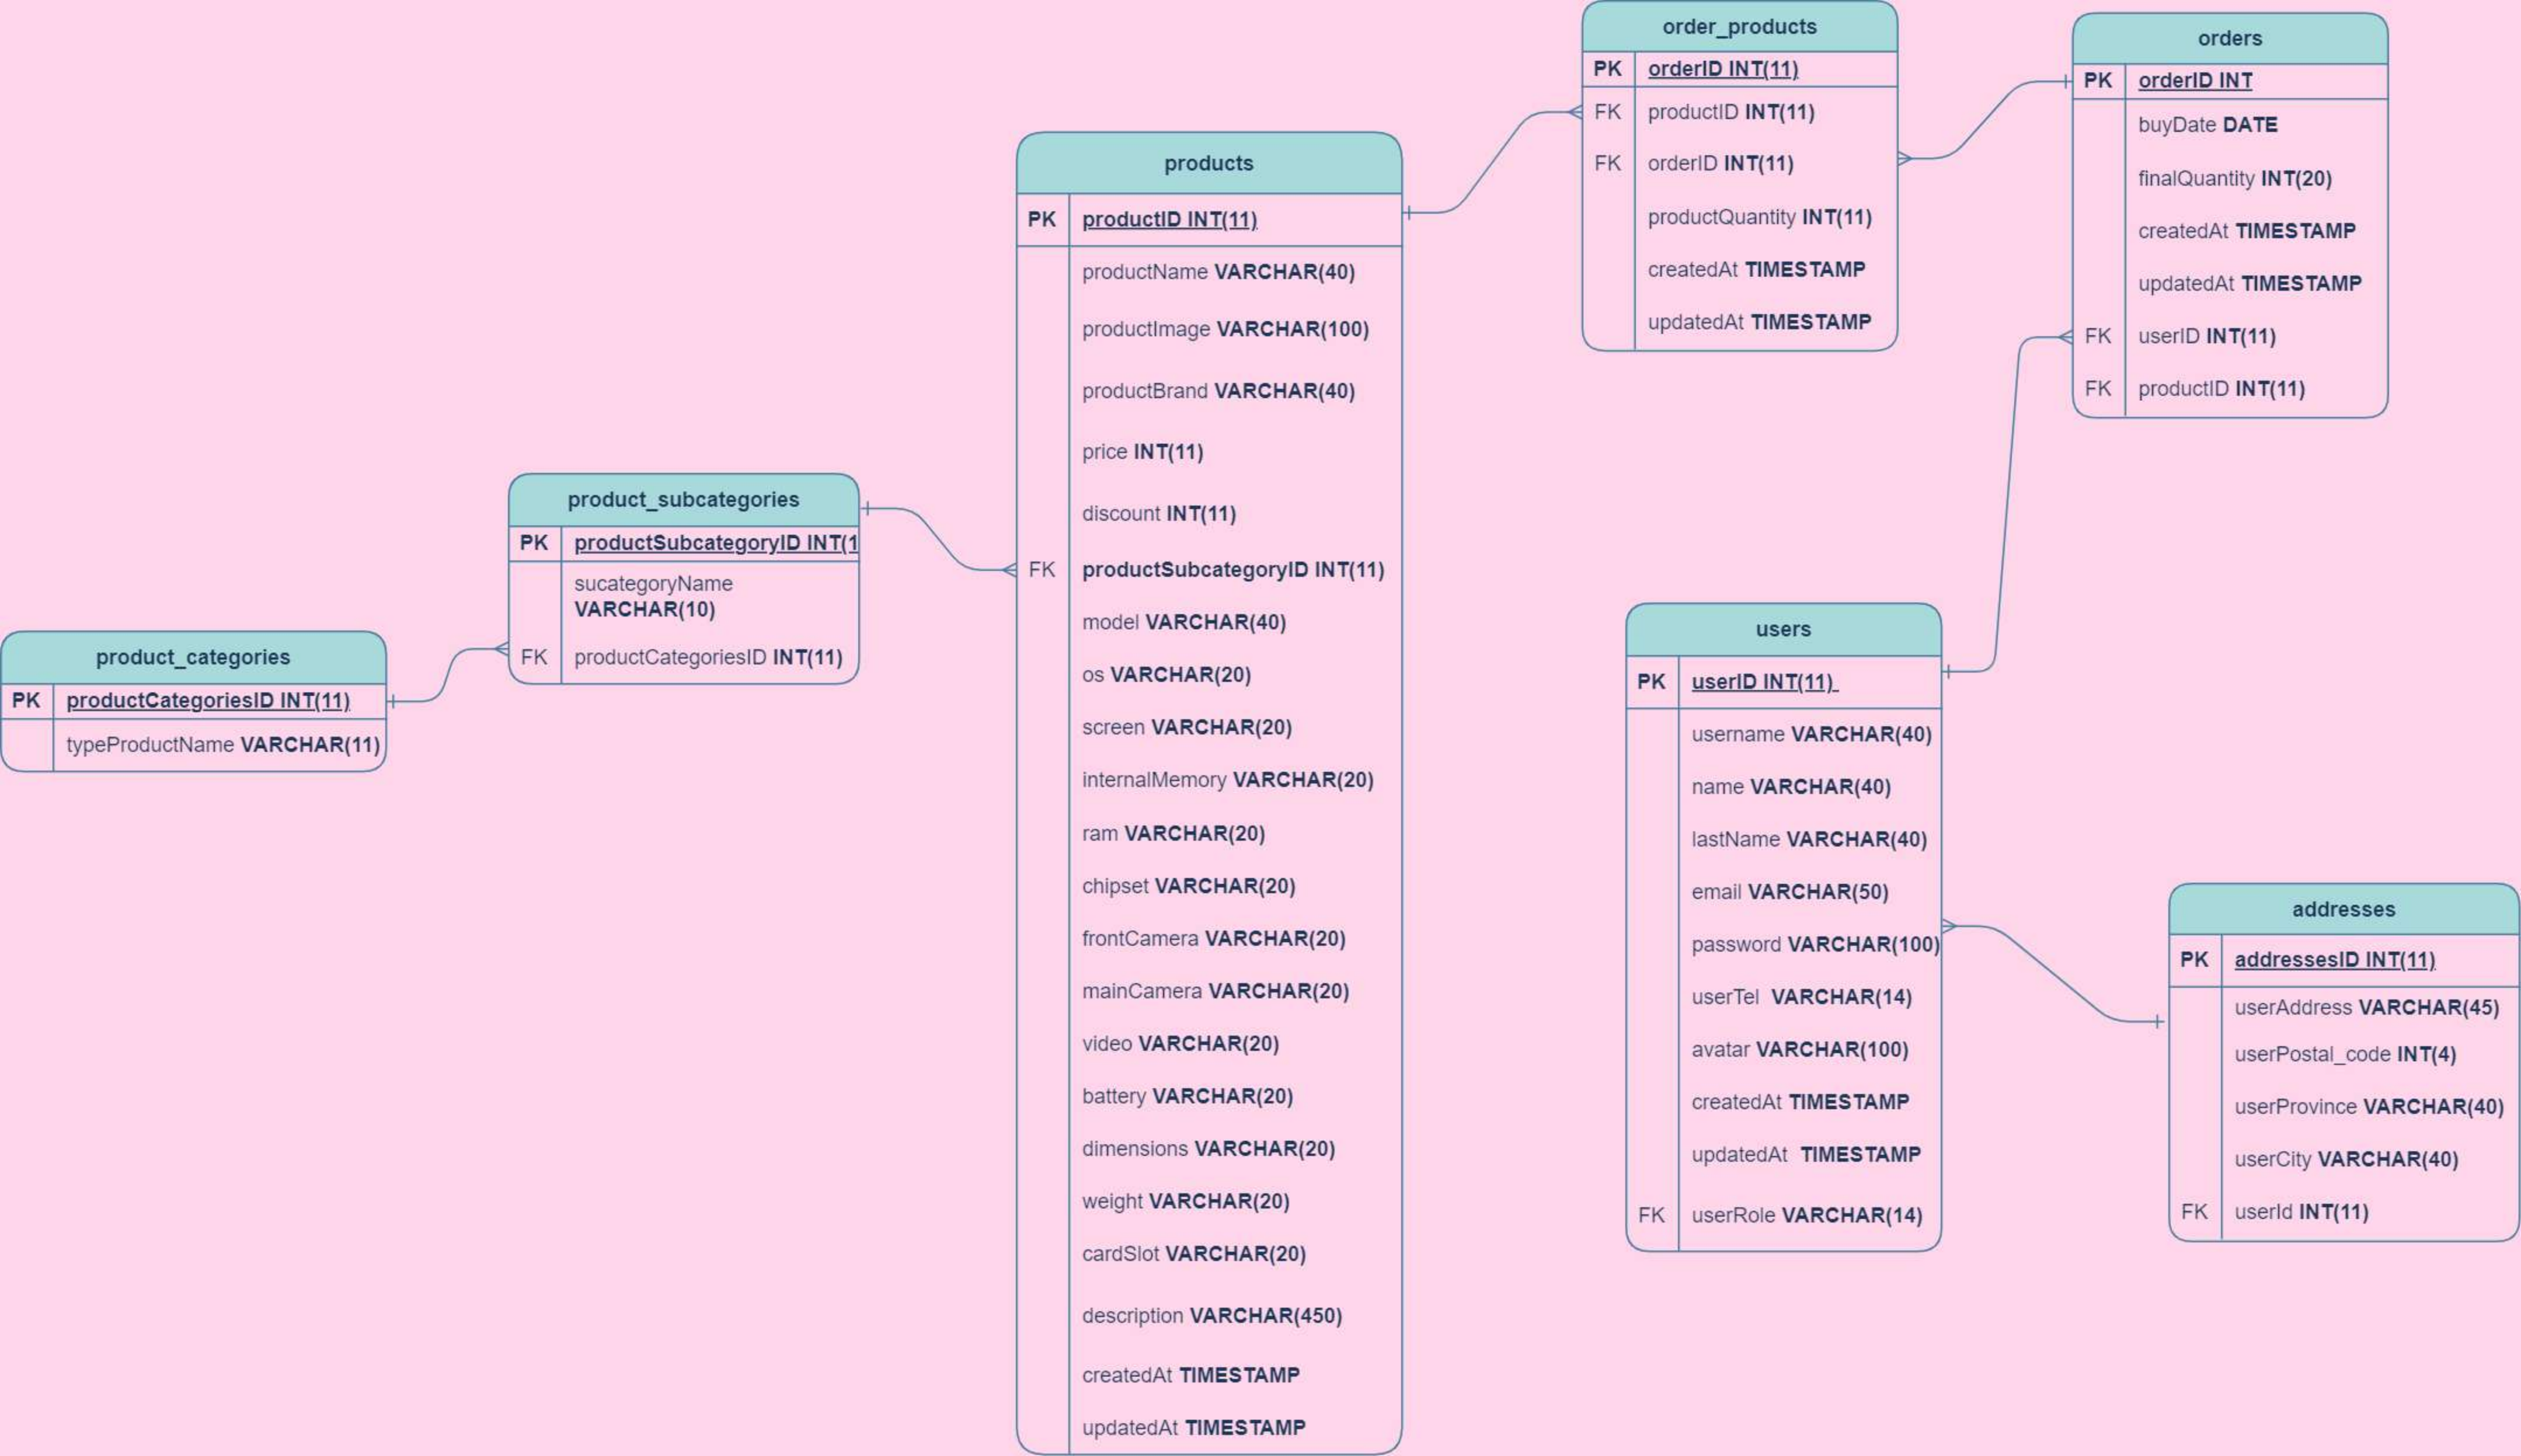 product_categories
PK productCategoriesID INT(11)
typeProductName VARCHAR(11)
product_subcategories
PK productSubcategoryID INT(1
sucategoryName
VARCHAR(10)
FK productCategoriesID INT(11)
products
PK productID INT(11)
productName VARCHAR(40)
productImage VARCHAR(100)
productBrand VARCHAR(40)
price INT(11)
discount INT(11)
FK productSubcategoryID INT(11)
model VARCHAR(40)
os VARCHAR(20)
screen VARCHAR(20)
internalMemory VARCHAR(20)
ram VARCHAR(20)
chipset VARCHAR(20)
frontCamera VARCHAR(20)
mainCamera VARCHAR(20)
video VARCHAR(20)
battery VARCHAR(20)
dimensions VARCHAR(20)
weight VARCHAR(20)
cardSlot VARCHAR(20)
description VARCHAR(450)
createdAt TIMESTAMP
updatedAt TIMESTAMP
order_products
PK orderID INT(11)
FK productID INT(11)
FK orderID INT(11)
productQuantity INT(11)
createdAt TIMESTAMP
updatedAt TIMESTAMP
orders
PK orderID INT
buyDate DATE
finalQuantity INT(20)
createdAt TIMESTAMP
updatedAt TIMESTAMP
FK userID INT(11)
FK productID INT(11)
users
PK userID INT(11)
username VARCHAR(40)
name VARCHAR(40)
lastName VARCHAR(40)
email VARCHAR(50)
password VARCHAR(100)
userTel VARCHAR(14)
avatar VARCHAR(100)
createdAt TIMESTAMP
updatedAt TIMESTAMP
FK userRole VARCHAR(14)
addresses
PK addressesID INT(11)
userAddress VARCHAR(45)
userPostal_code INT(4)
userProvince VARCHAR(40)
userCity VARCHAR(40)
FK userId INT(11)